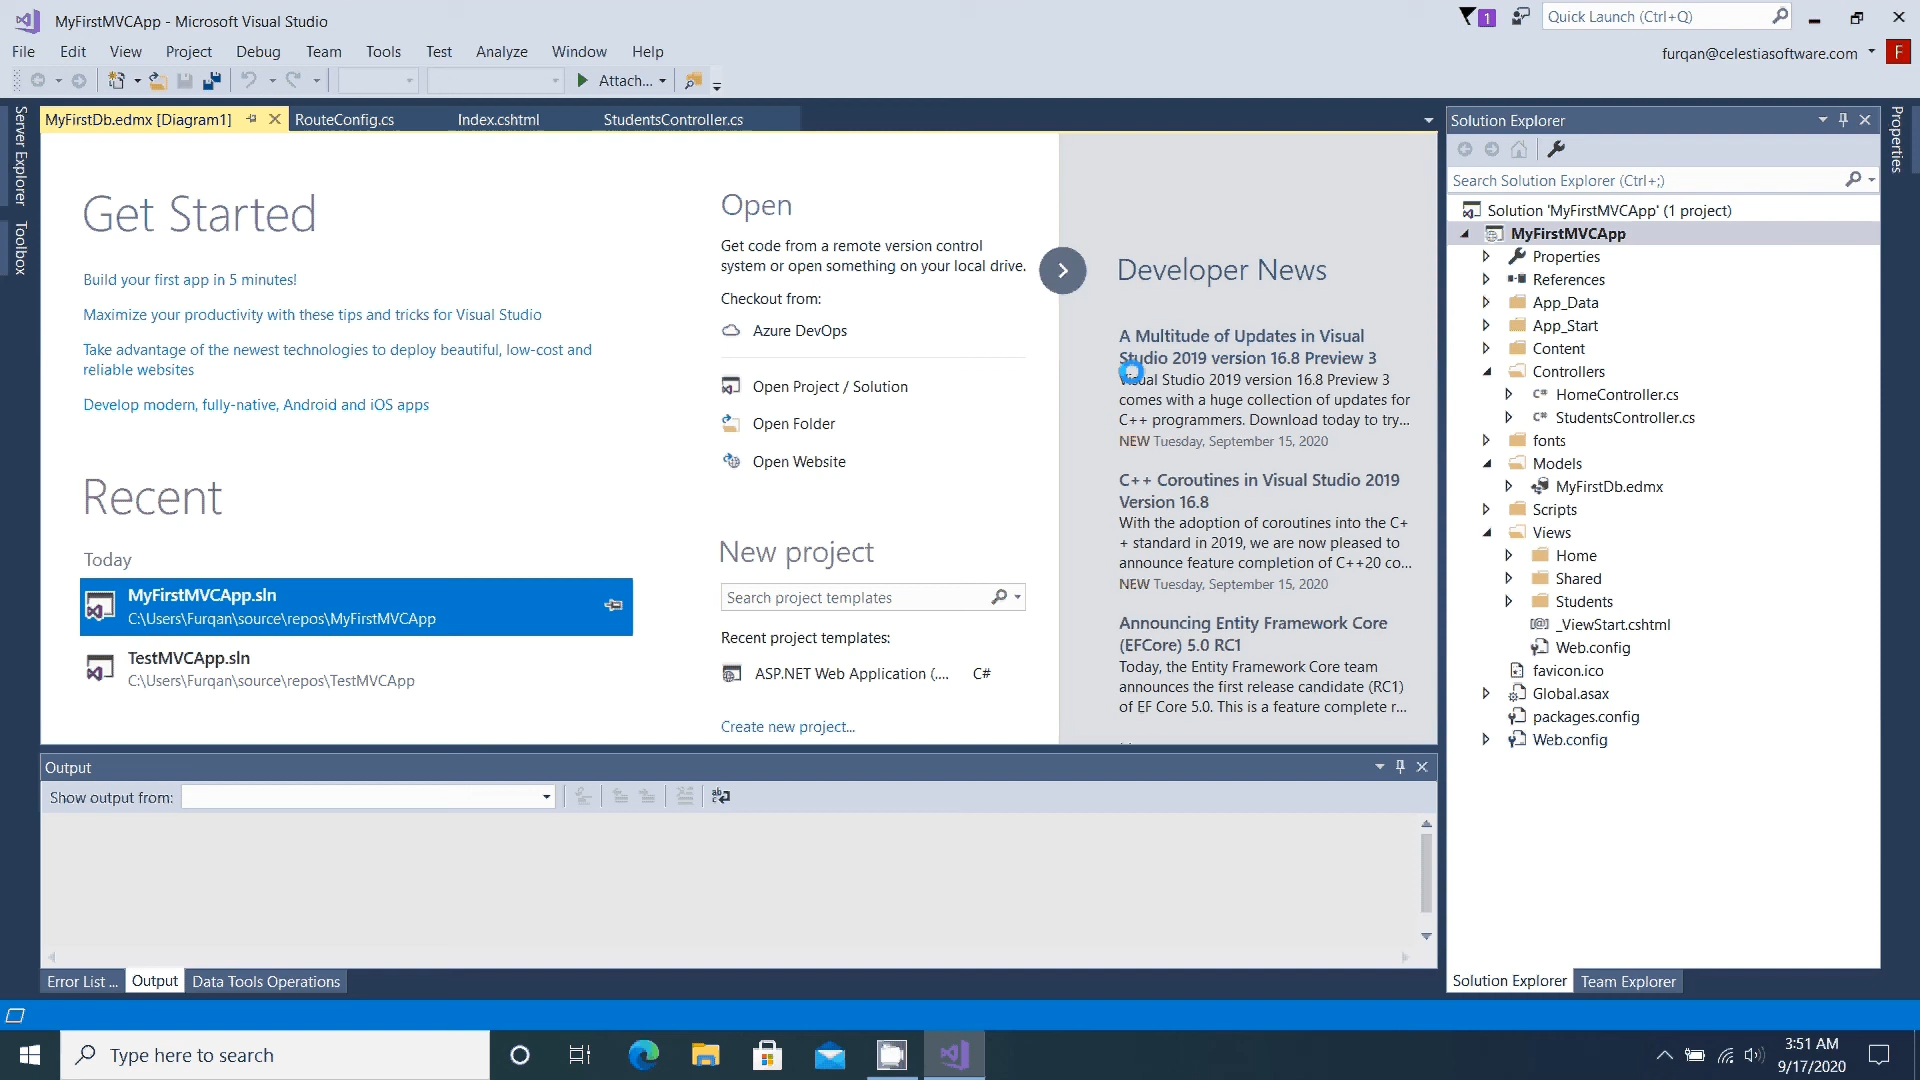 MyFirstMVCApp - Microsoft Visual Studio
1
Quick Launch (Ctrl+Q)
File Edit View Project Debug Team Tools Test Analyze Window Help
furqan@celestiasoftware.com
F
Attach...
Server Explorer
Toolbox
MyFirstDb.edmx [Diagram1]
RouteConfig.cs
Index.cshtml
StudentsController.cs
Get Started
Build your first app in 5 minutes!
Maximize your productivity with these tips and tricks for Visual Studio
Take advantage of the newest technologies to deploy beautiful, low-cost and
reliable websites
Develop modern, fully-native, Android and iOS apps
Recent
Today
MyFirstMVCApp.sln
C:\Users\Furqan\source\repos\MyFirstMVCApp
TestMVCApp.sln
C:\Users\Furqan\source\repos\TestMVCApp
Open
Get code from a remote version control
system or open something on your local drive.
Checkout from:
Azure DevOps
Open Project / Solution
Open Folder
Open Website
New project
Search project templates
Recent project templates:
ASP.NET Web Application (.... C#
Create new project...
Developer News
A Multitude of Updates in Visual
Studio 2019 version 16.8 Preview 3
Visual Studio 2019 version 16.8 Preview 3
comes with a huge collection of updates for
C++ programmers. Download today to try...
NEW Tuesday, September 15, 2020
C++ Coroutines in Visual Studio 2019
Version 16.8
With the adoption of coroutines into the C+
+ standard in 2019, we are now pleased to
announce feature completion of C++20 co...
NEW Tuesday, September 15, 2020
Announcing Entity Framework Core
(EFCore) 5.0 RC1
Today, the Entity Framework Core team
announces the first release candidate (RC1)
of EF Core 5.0. This is a feature complete r...
Solution Explorer
Search Solution Explorer (Ctrl+;)
Solution 'MyFirstMVCApp' (1 project)
MyFirstMVCApp
Properties
References
App_Data
App_Start
Content
Controllers
C# HomeController.cs
C# StudentsController.cs
fonts
Models
MyFirstDb.edmx
Scripts
Views
Home
Shared
Students
[@] _ViewStart.cshtml
Web.config
favicon.ico
Global.asax
packages.config
Web.config
Properties
Output
Show output from:
Error List ...
Output
Data Tools Operations
Solution Explorer
Team Explorer
Type here to search
3:51 AM
9/17/2020